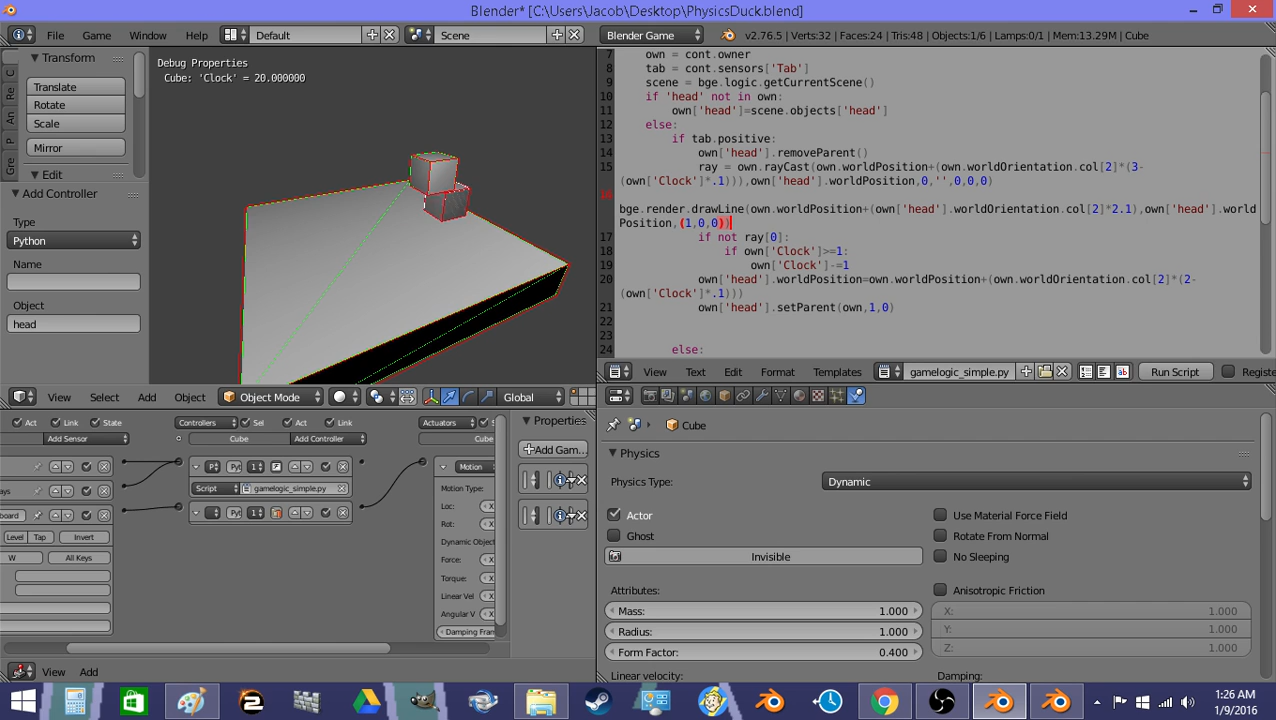 Blender* [C:\Users\Jacob\Desktop\PhysicsDuck.blend]
File Game Window Help Default Scene Blender Game v2.76.5 | Verts:32 | Faces:24 | Tris:48 | Objects:1/6 | Lamps:0/1 | Mem:13.29M | Cube
Transform
Translate
Rotate
Scale
Mirror
Edit
Add Controller
Type
Python
Name
Object
head
C
Re
An
P
Gre
Debug Properties
Cube: 'Clock' = 20.000000
View Select Add Object Object Mode Global
7 own = cont.owner
8 tab = cont.sensors['Tab']
9 scene = bge.logic.getCurrentScene()
10 if 'head' not in own:
11 own['head']=scene.objects['head']
12 else:
13 if tab.positive:
14 own['head'].removeParent()
15 ray = own.rayCast(own.worldPosition+(own.worldOrientation.col[2]*(3-
(own['Clock']*.1))),own['head'].worldPosition,0,'',0,0,0)
16
bge.render.drawLine(own.worldPosition+(own['head'].worldOrientation.col[2]*2.1),own['head'].world
Position,(1,0,0))
17 if not ray[0]:
18 if own['Clock']>=1:
19 own['Clock']-=1
20 own['head'].worldPosition=own.worldPosition+(own.worldOrientation.col[2]*(2-
(own['Clock']*.1)))
21 own['head'].setParent(own,1,0)
22
23
24 else:
View Text Edit Format Templates gamelogic_simple.py Run Script Registe
Act Link State
Add Sensor
ays
board
Level Tap Invert
W All Keys
Controllers Sel Act Link
Cube Add Controller
P Pyt 1
Script gamelogic_simple.py
Pyt 1
Actuators
Cube
Motion
Motion Type:
Loc: X
Rot: X
Dynamic Object
Force: X
Torque: X
Linear Vel X
Angular V X
Damping Fran
Properties
Add Gam...
View Add
Cube
Physics
Physics Type: Dynamic
Actor
Ghost
Invisible
Use Material Force Field
Rotate From Normal
No Sleeping
Attributes:
Mass: 1.000
Radius: 1.000
Form Factor: 0.400
Anisotropic Friction
X: 1.000
Y: 1.000
Z: 1.000
Linear velocity: Damping:
1:26 AM
1/9/2016